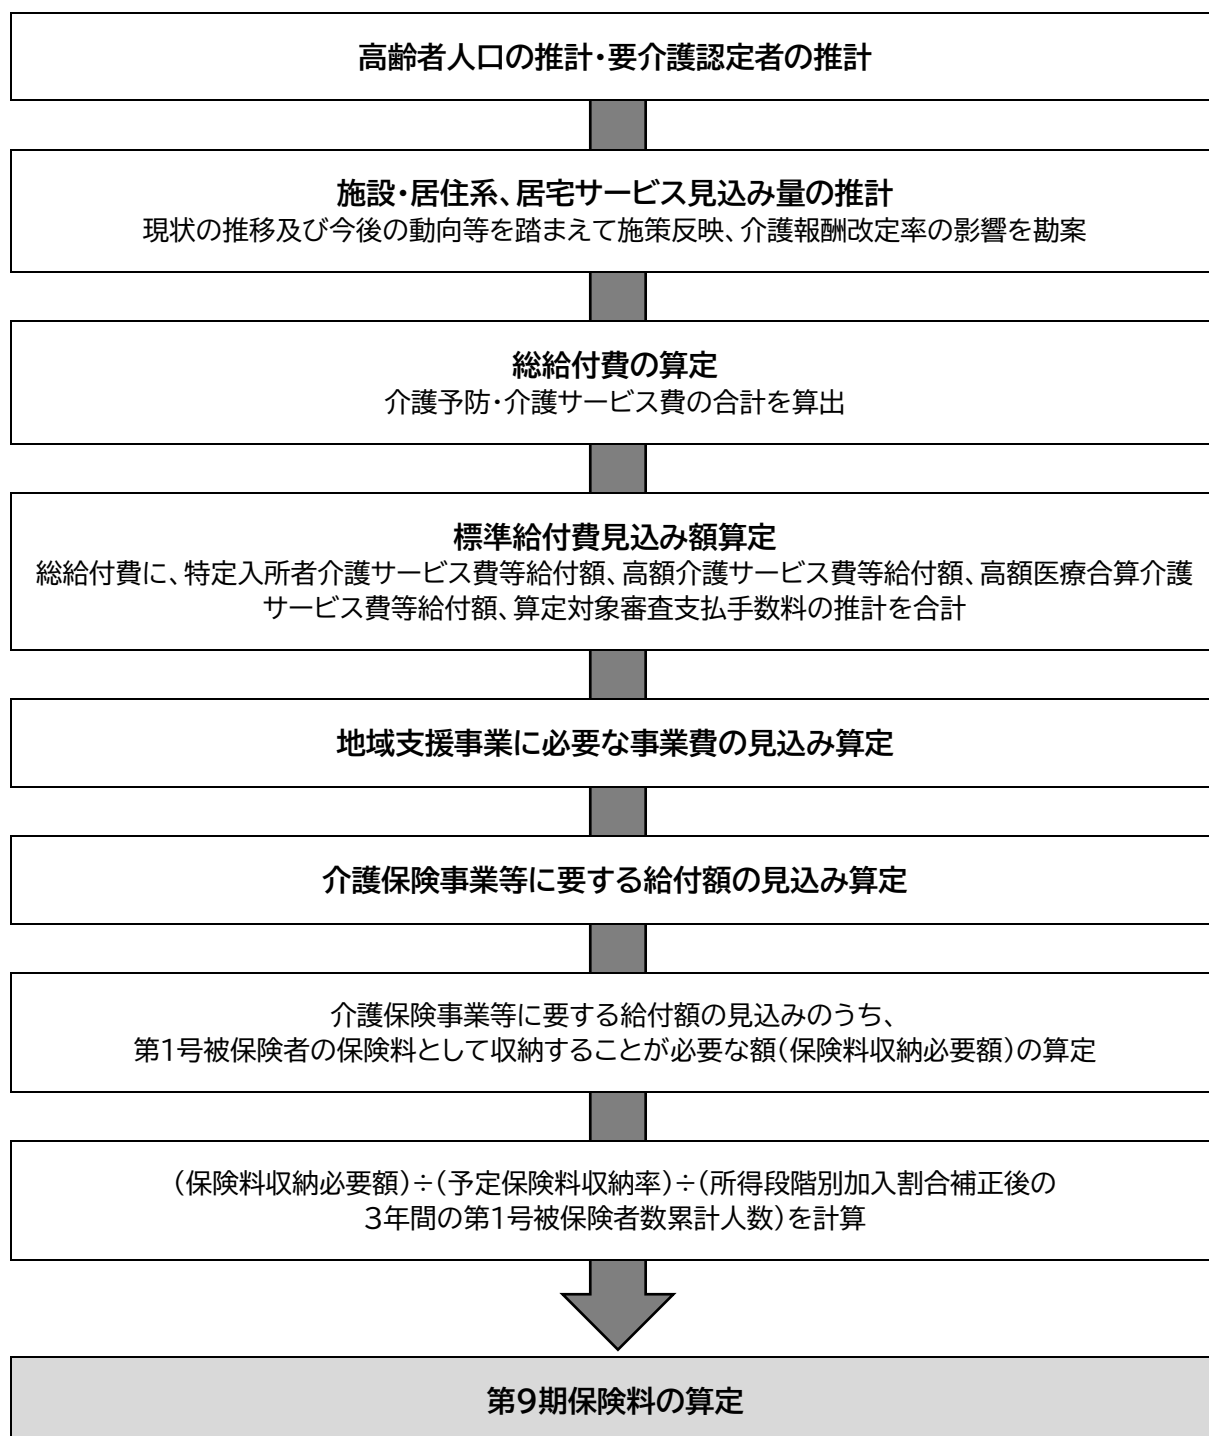 高齢者人口の推計・要介護認定者の推計
施設・居住系、居宅サービス見込み量の推計
現状の推移及び今後の動向等を踏まえて施策反映、介護報酬改定率の影響を勘案
総給付費の算定
介護予防・介護サービス費の合計を算出
標準給付費見込み額算定
総給付費に、特定入所者介護サービス費等給付額、高額介護サービス費等給付額、高額医療合算介護
サービス費等給付額、算定対象審査支払手数料の推計を合計
地域支援事業に必要な事業費の見込み算定
介護保険事業等に要する給付額の見込み算定
介護保険事業等に要する給付額の見込みのうち、
第1号被保険者の保険料として収納することが必要な額（保険料収納必要額）の算定
（保険料収納必要額）÷（予定保険料収納率）÷（所得段階別加入割合補正後の
3年間の第1号被保険者数累計人数）を計算
第9期保険料の算定